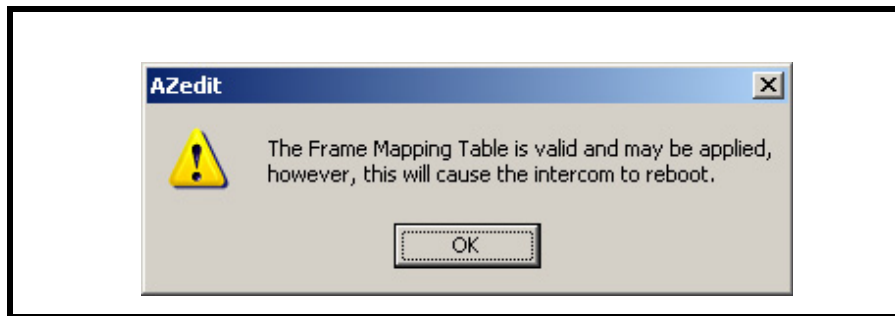 AZedit
The Frame Mapping Table is valid and may be applied,
however, this will cause the intercom to reboot.
OK